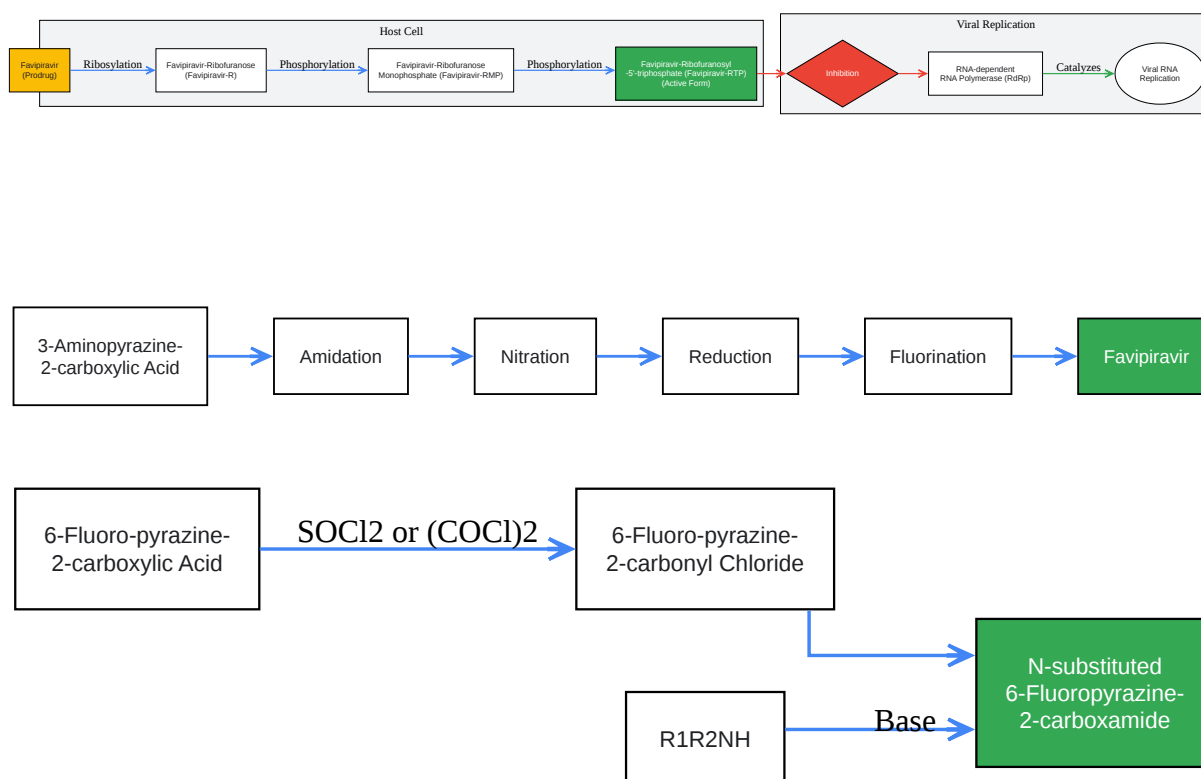 Host Cell
Viral Replication
Favipiravir
(Prodrug)
Ribosylation
Favipiravir-Ribofuranose
(Favipiravir-R)
Phosphorylation
Favipiravir-Ribofuranose
Monophosphate (Favipiravir-RMP)
Phosphorylation
Favipiravir-Ribofuranosyl
-5'-triphosphate (Favipiravir-RTP)
(Active Form)
Inhibition
RNA-dependent
RNA Polymerase (RdRp)
Catalyzes
Viral RNA
Replication
3-Aminopyrazine-
2-carboxylic Acid
Amidation
Nitration
Reduction
Fluorination
Favipiravir
6-Fluoro-pyrazine-
2-carboxylic Acid
SOCl2 or (COCl)2
6-Fluoro-pyrazine-
2-carbonyl Chloride
R1R2NH
Base
N-substituted
6-Fluoropyrazine-
2-carboxamide